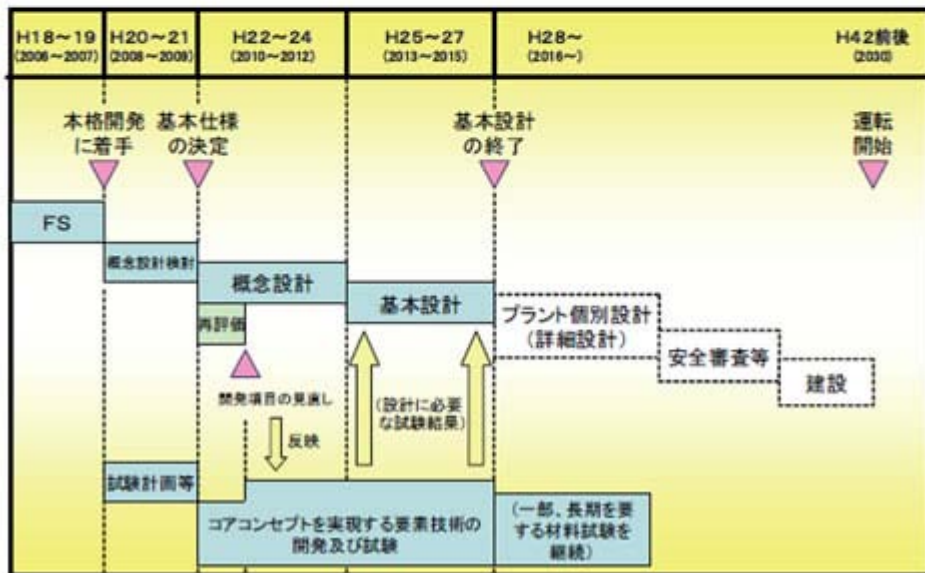 H18～19
(2006～2007)
H20～21
(2008～2009)
H22～24
(2010～2012)
H25～27
(2013～2015)
H28～
(2016～)
H42前後
(2030)
本格開発
に着手
基本仕様
の決定
基本設計
の終了
運転
開始
FS
概念設計検討
概念設計
再評価
基本設計
プラント個別設計
(詳細設計)
安全審査等
建設
開発項目の見直し
反映
(設計に必要
な試験結果)
試験計画等
コアコンセプトを実現する要素技術の
開発及び試験
(一部、長期を要
する材料試験を
継続)